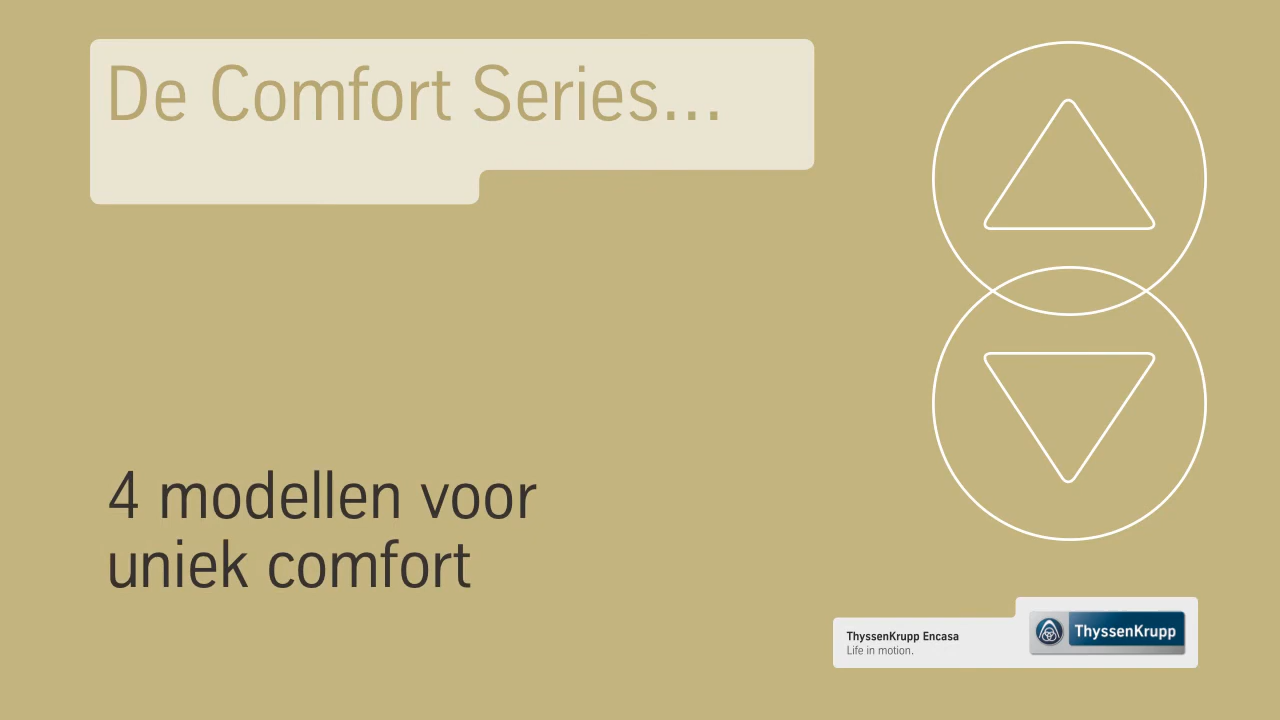 De Comfort Series...
4 modellen voor
uniek comfort
ThyssenKrupp Encasa
Life in motion.
ThyssenKrupp